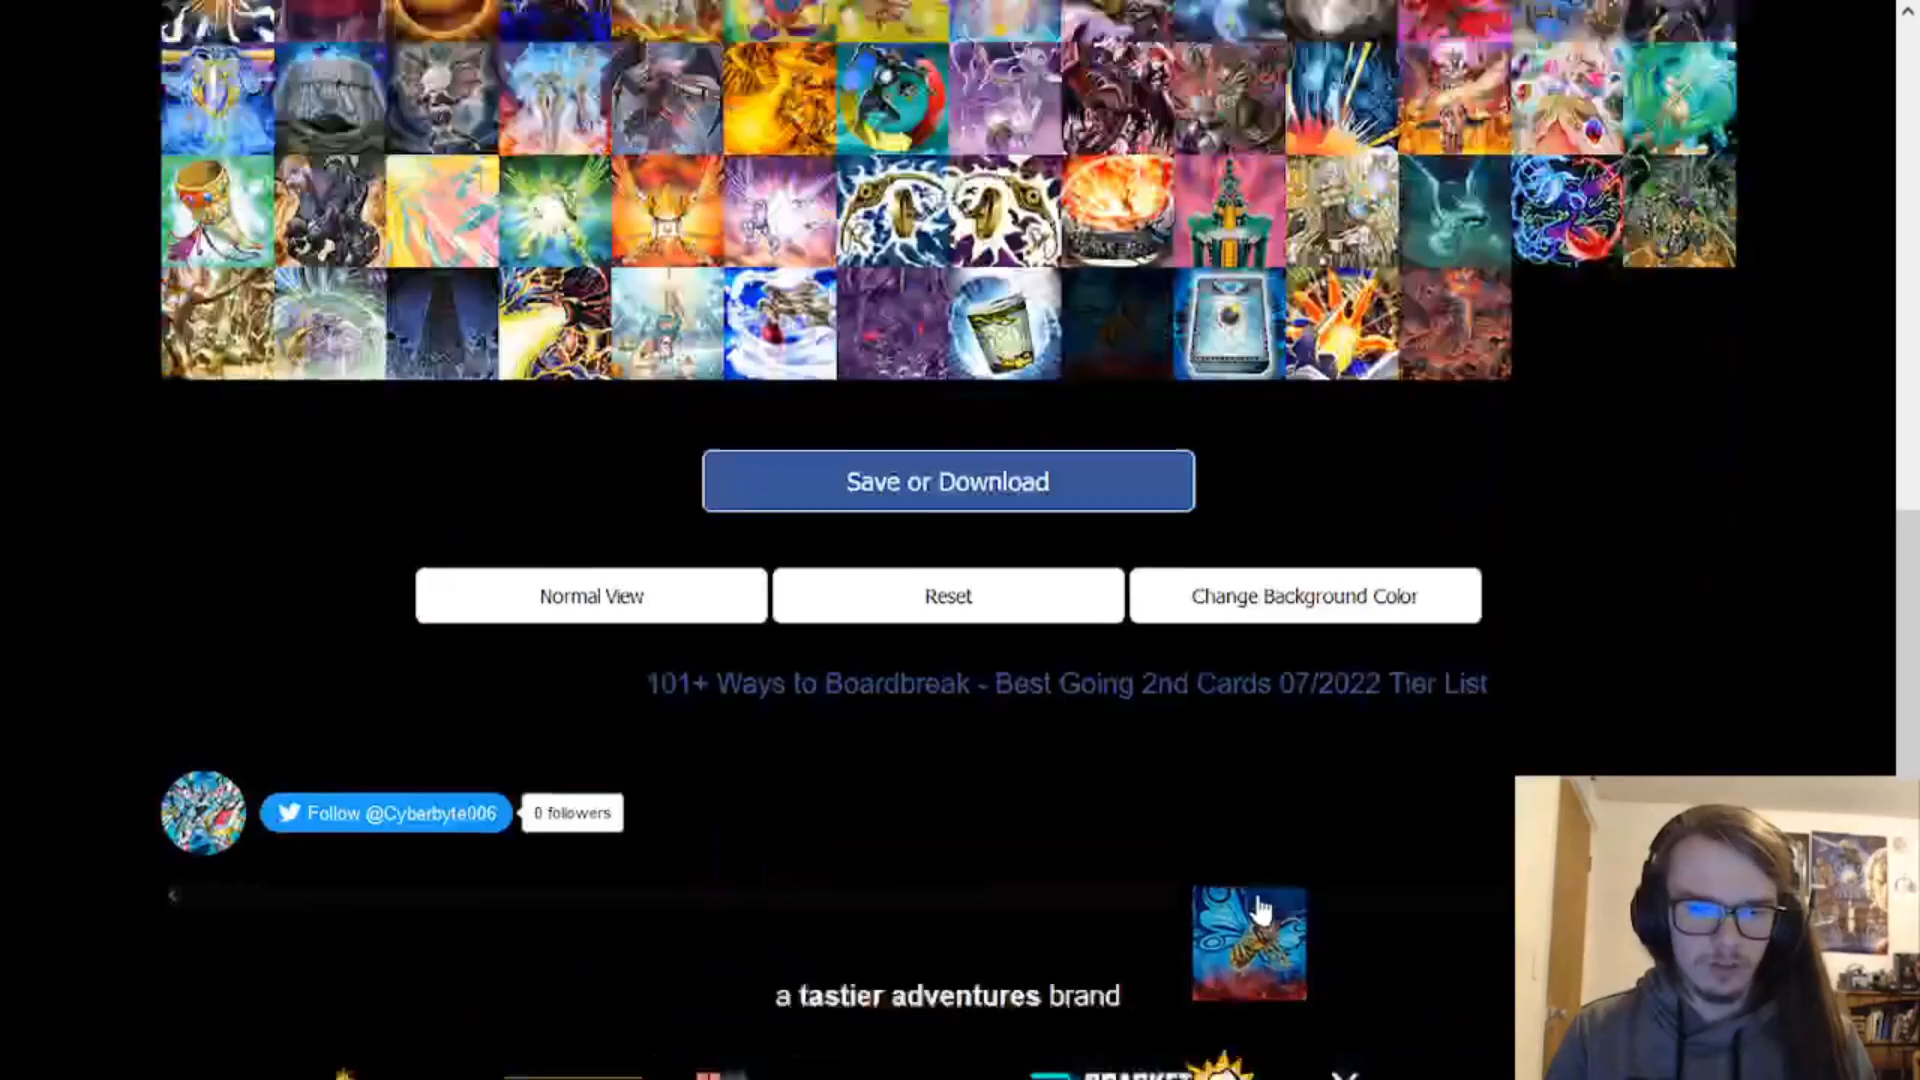 Save or Download
Normal View
Reset
Change Background Color
101+ Ways to Boardbreak - Best Going 2nd Cards 07/2022 Tier List
Follow @Cyberbyte006
0 followers
a tastier adventures brand
BRACKET